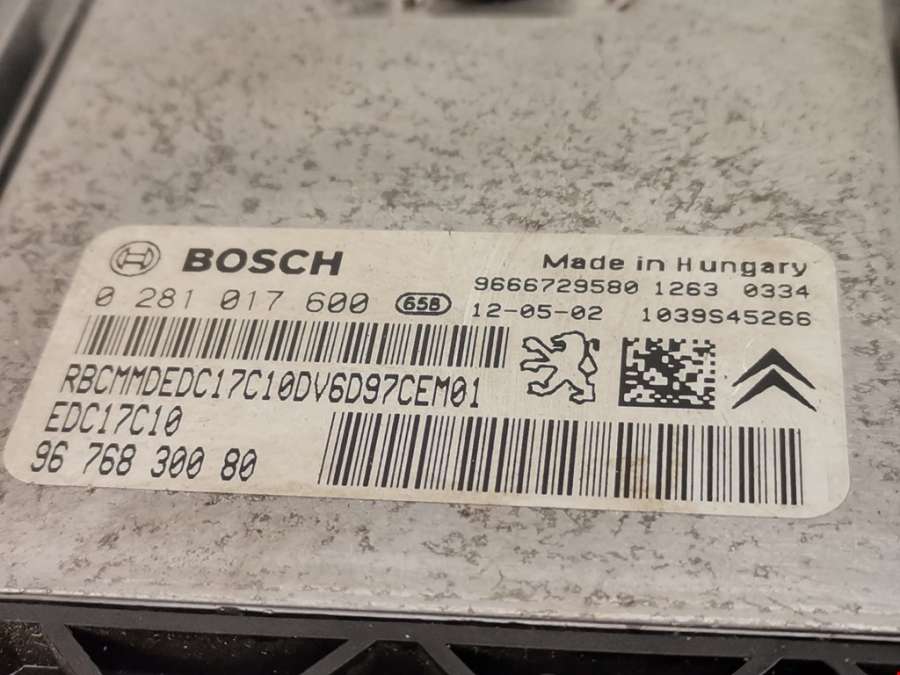 BOSCH
Made in Hungary
0 281 017 600 65B
9666729580 1263 0334
12-05-02 1039S45266
RBCMMDEDC17C10DV6D97CEM01
EDC17C10
96 768 300 80